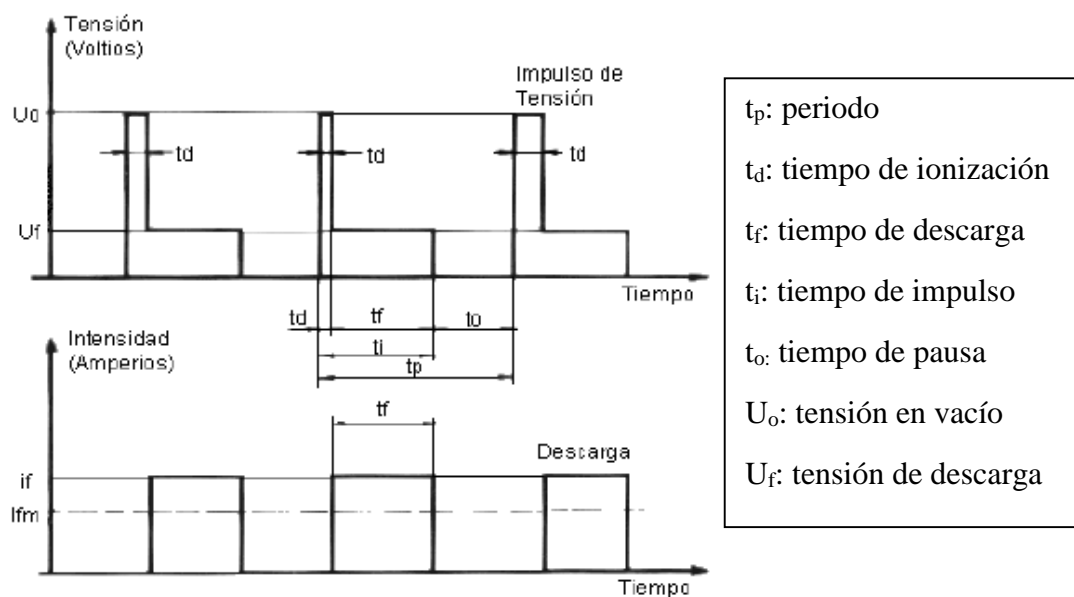 Tensión
(Voltios)
Impulso de
Tensión
Uo
td
td
td
Uf
Tiempo
td
tf
to
ti
tp
Intensidad
(Amperios)
tf
Descarga
if
Ifm
Tiempo
tp: periodo
td: tiempo de ionización
tf: tiempo de descarga
ti: tiempo de impulso
to: tiempo de pausa
Uo: tensión en vacío
Uf: tensión de descarga